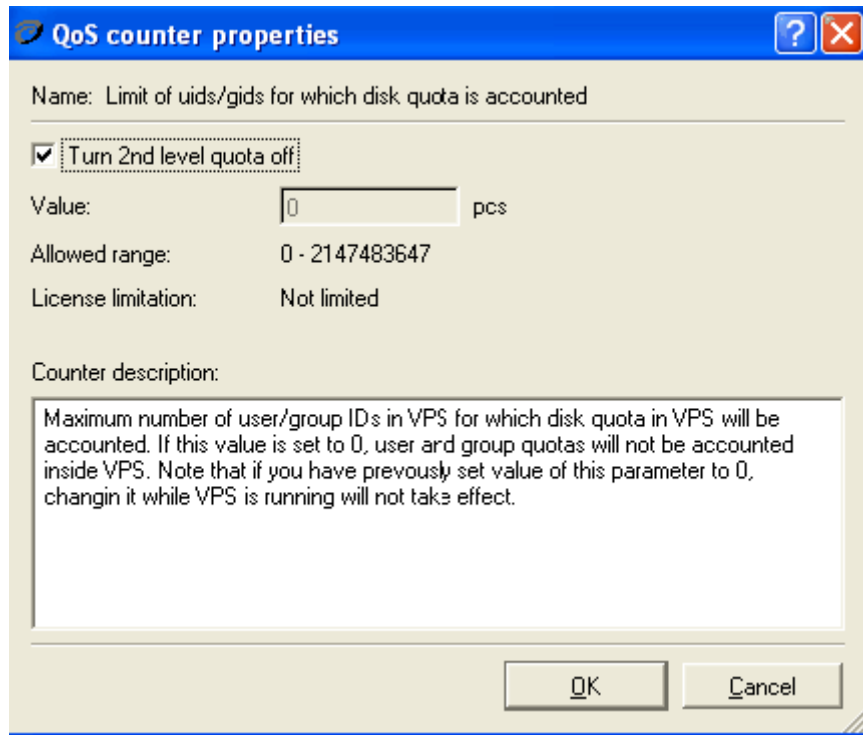 QoS counter properties
Name: Limit of uids/gids for which disk quota is accounted
Turn 2nd level quota off
Value: 0 pcs
Allowed range: 0 - 2147483647
License limitation: Not limited
Counter description:
Maximum number of user/group IDs in VPS for which disk quota in VPS will be
accounted. If this value is set to 0, user and group quotas will not be accounted
inside VPS. Note that if you have prevously set value of this parameter to 0,
changin it while VPS is running will not take effect.
OK Cancel